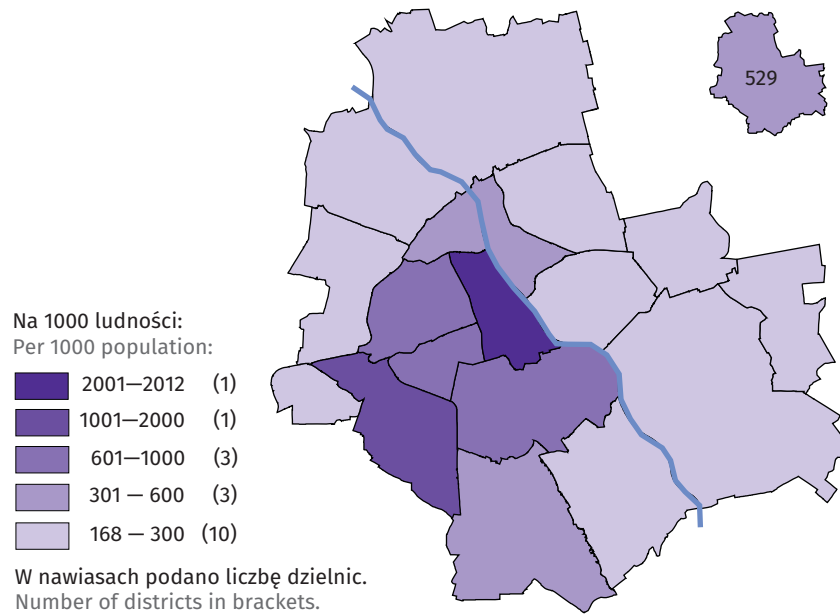 529
Na 1000 ludności:
Per 1000 population:
2001—2012 (1)
1001—2000 (1)
601—1000 (3)
301 — 600 (3)
168 — 300 (10)
W nawiasach podano liczbę dzielnic.
Number of districts in brackets.